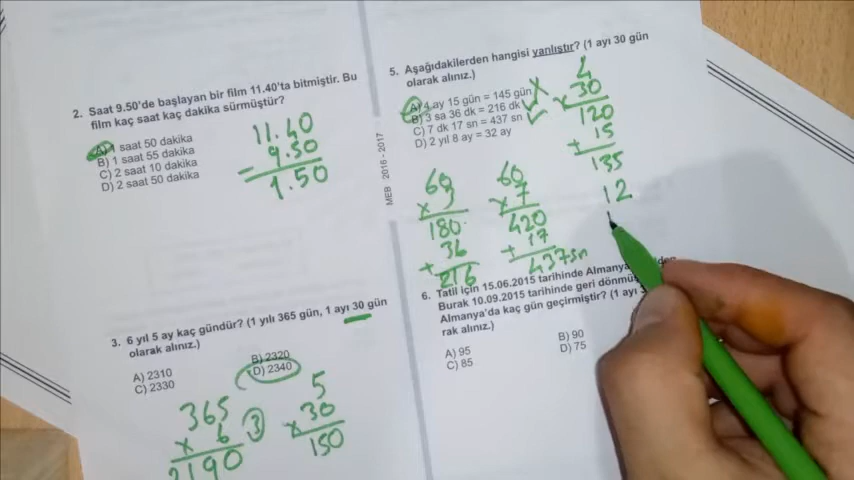 2. Saat 9.50'de başlayan bir film 11.40'ta bitmiştir. Bu
film kaç saat kaç dakika sürmüştür?
A) 1 saat 50 dakika
B) 1 saat 55 dakika
C) 2 saat 10 dakika
D) 2 saat 50 dakika
11.40
9.50
1.50
3. 6 yıl 5 ay kaç gündür? (1 yılı 365 gün, 1 ayı 30 gün
olarak alınız.)
A) 2310
B) 2320
C) 2330
D) 2340
365
x 6
2190
3
5
x 30
150
MEB 2016 - 2017
5. Aşağıdakilerden hangisi yanlıştır? (1 ayı 30 gün
olarak alınız.)
A) 4 ay 15 gün = 145 gün
B) 3 sa 36 dk = 216 dk
C) 7 dk 17 sn = 437 sn
D) 2 yıl 8 ay = 32 ay
4
x 30
120
+ 15
135
12
60
x 3
180
+ 36
216
60
x 7
420
+ 17
437sn
6. Tatil için 15.06.2015 tarihinde
Burak 10.09.2015 tarihinde geri
Almanya'da kaç gün geçirmiştir? (1 ayı
rak alınız.)
A) 95
B) 90
C) 85
D) 75